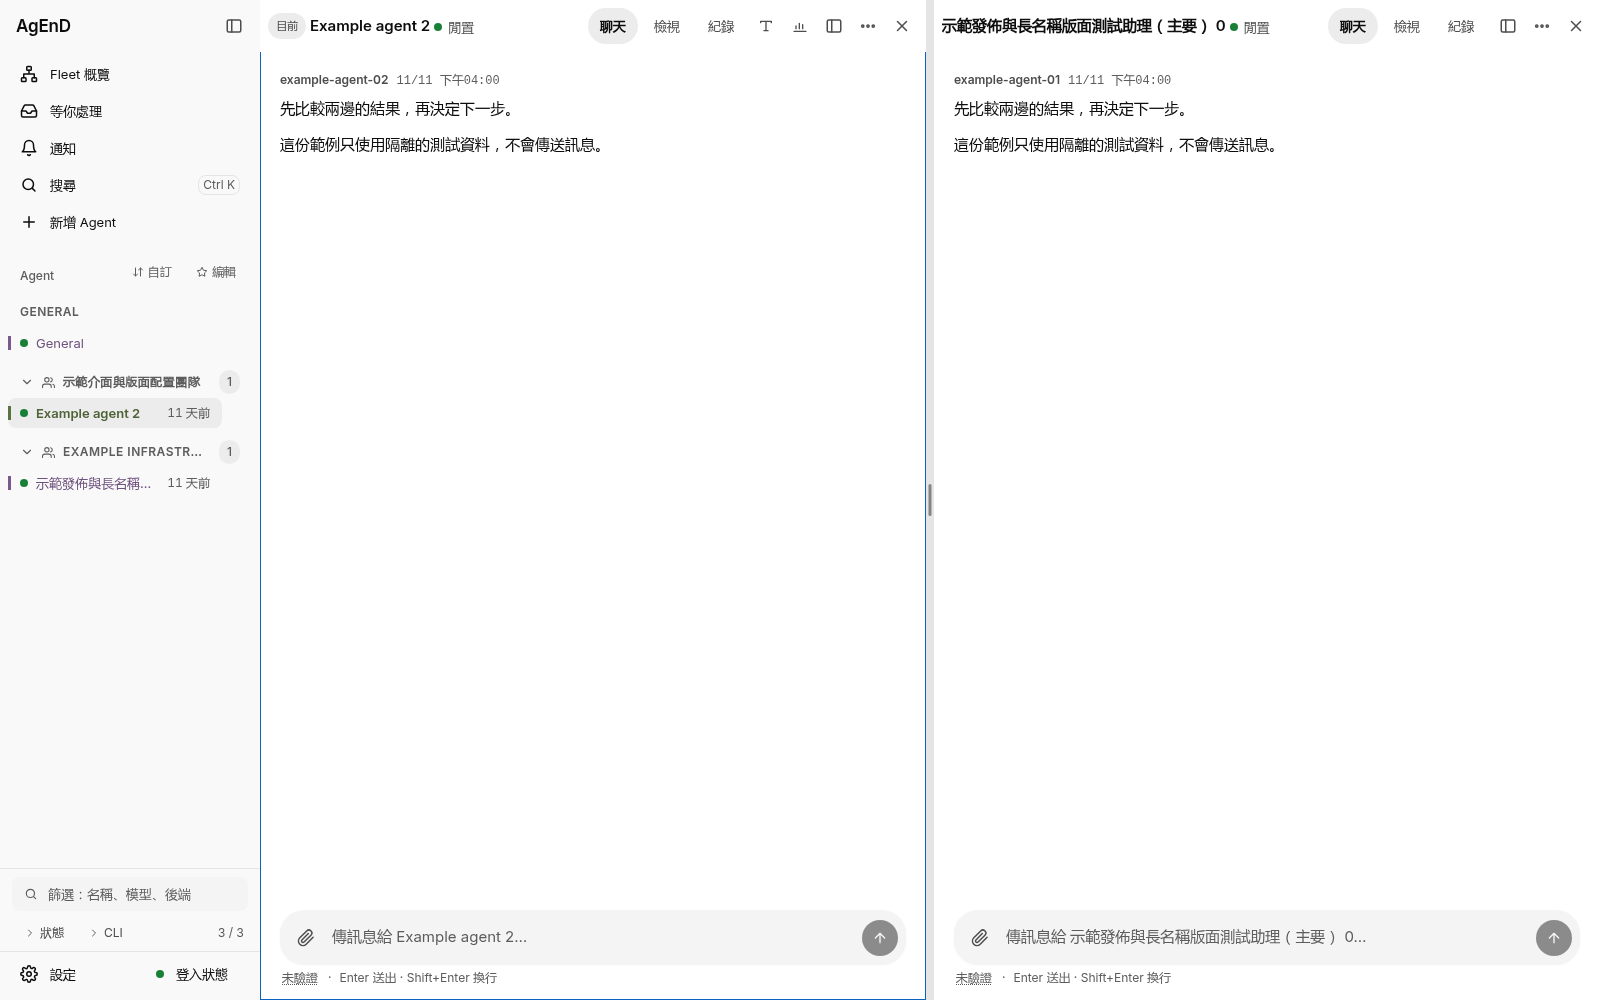 AgEnD
Fleet 概覽
等你處理
通知
搜尋 Ctrl K
新增 Agent
Agent 自訂 編輯
GENERAL
General
示範介面與版面配置團隊 1
Example agent 2 11 天前
EXAMPLE INFRASTR... 1
示範發佈與長名稱... 11 天前
篩選：名稱、模型、後端
狀態 CLI 3 / 3
設定 登入狀態
目前 Example agent 2 閒置 聊天 檢視 紀錄
example-agent-02 11/11 下午04:00
先比較兩邊的結果，再決定下一步。
這份範例只使用隔離的測試資料，不會傳送訊息。
傳訊息給 Example agent 2...
未驗證 · Enter 送出 · Shift+Enter 換行
示範發佈與長名稱版面測試助理（主要）0 閒置 聊天 檢視 紀錄
example-agent-01 11/11 下午04:00
先比較兩邊的結果，再決定下一步。
這份範例只使用隔離的測試資料，不會傳送訊息。
傳訊息給 示範發佈與長名稱版面測試助理（主要）0...
未驗證 · Enter 送出 · Shift+Enter 換行